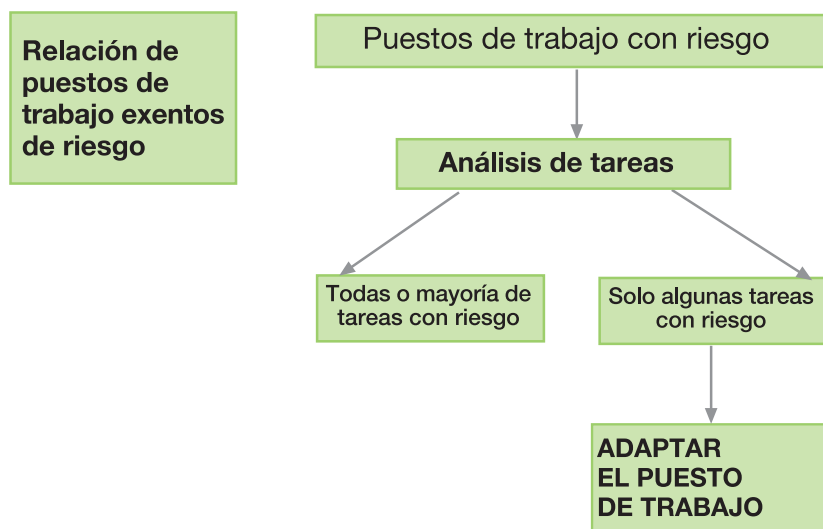 Relación de
puestos de
trabajo exentos
de riesgo
Puestos de trabajo con riesgo
Análisis de tareas
Todas o mayoría de
tareas con riesgo
Solo algunas tareas
con riesgo
ADAPTAR
EL PUESTO
DE TRABAJO